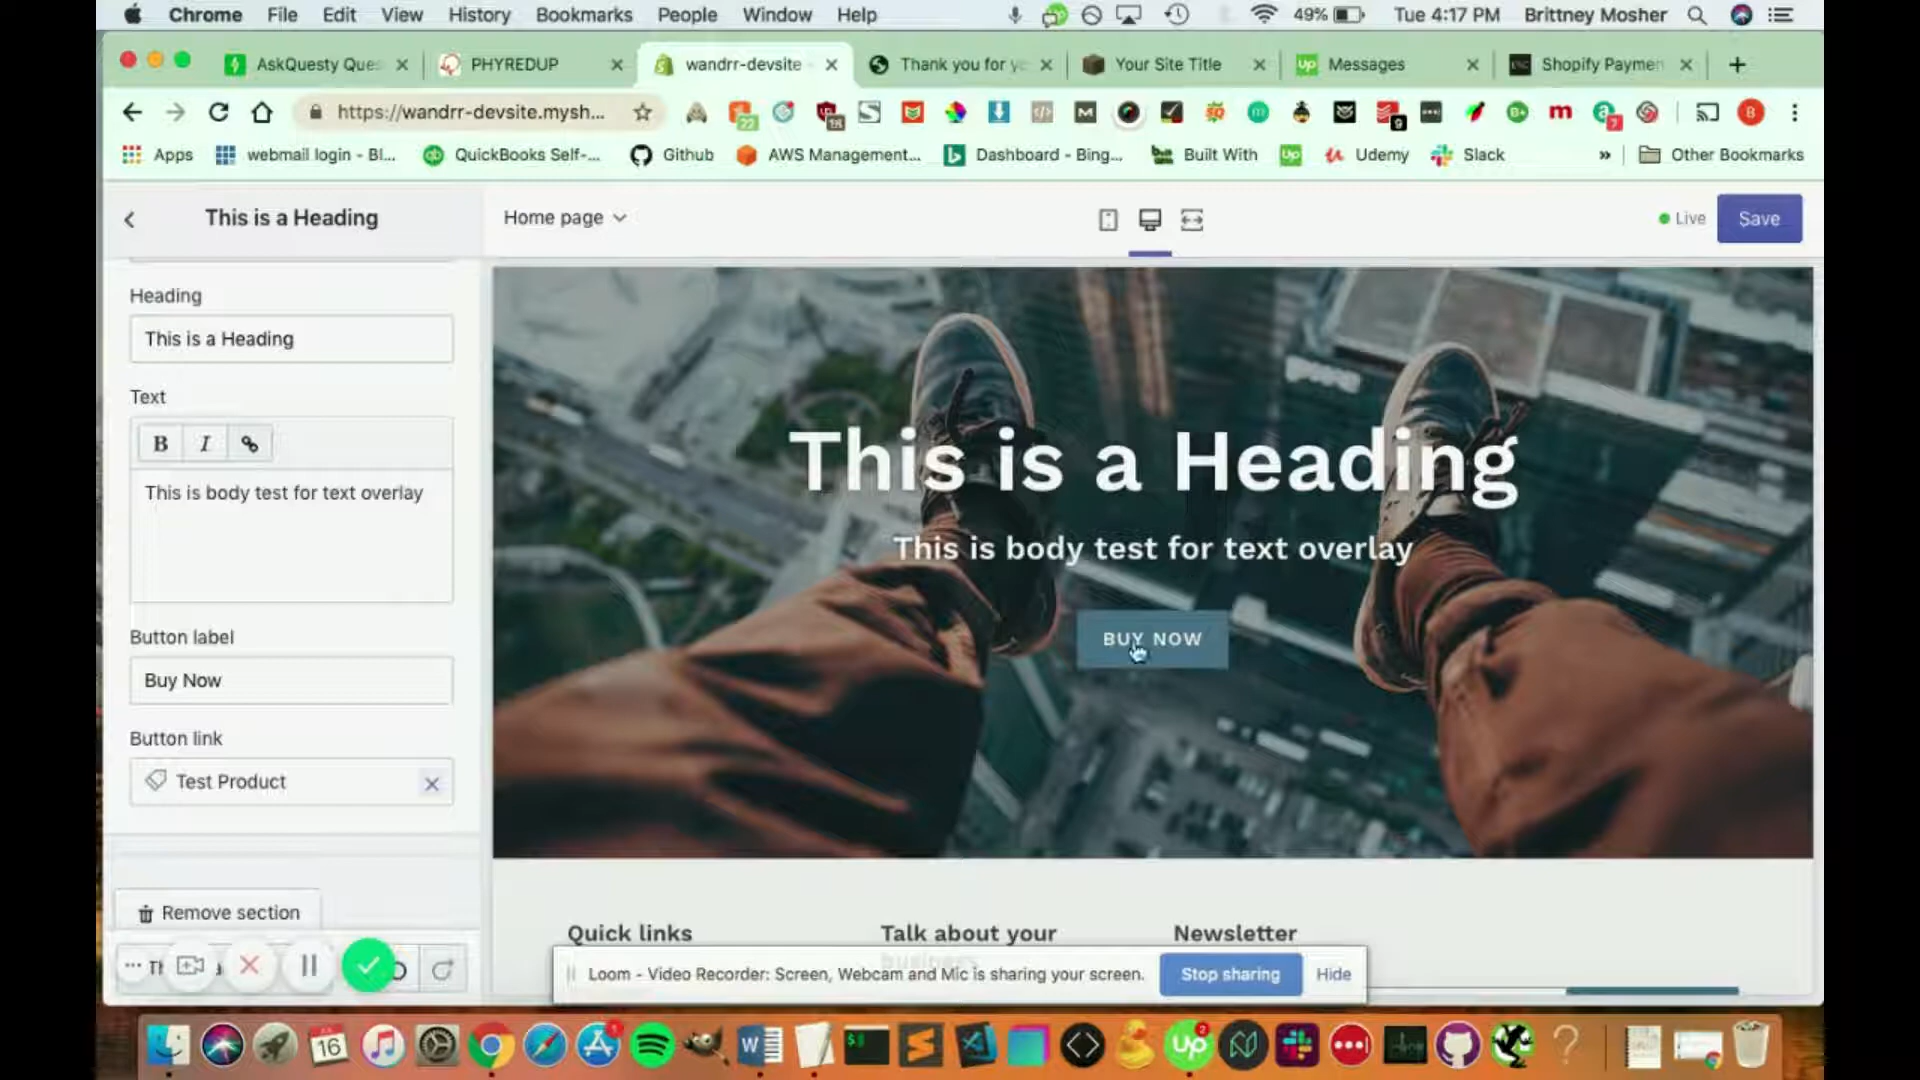 Chrome File Edit View History Bookmarks People Window Help 49% Tue 4:17 PM Brittney Mosher
AskQuesty Ques PHYREDUP wandrr-devsite - Thank you for y Your Site Title Messages Shopify Paymen
https://wandrr-devsite.mysh...
Apps webmail login - Bl... QuickBooks Self-... Github AWS Management... Dashboard - Bing... Built With Udemy Slack » Other Bookmarks
This is a Heading Home page Live Save
Heading
This is a Heading
Text
B I
This is body test for text overlay
Button label
Buy Now
Button link
Test Product
Remove section
This is a Heading
This is body test for text overlay
BUY NOW
Quick links Talk about your Newsletter
business
Loom - Video Recorder: Screen, Webcam and Mic is sharing your screen. Stop sharing Hide